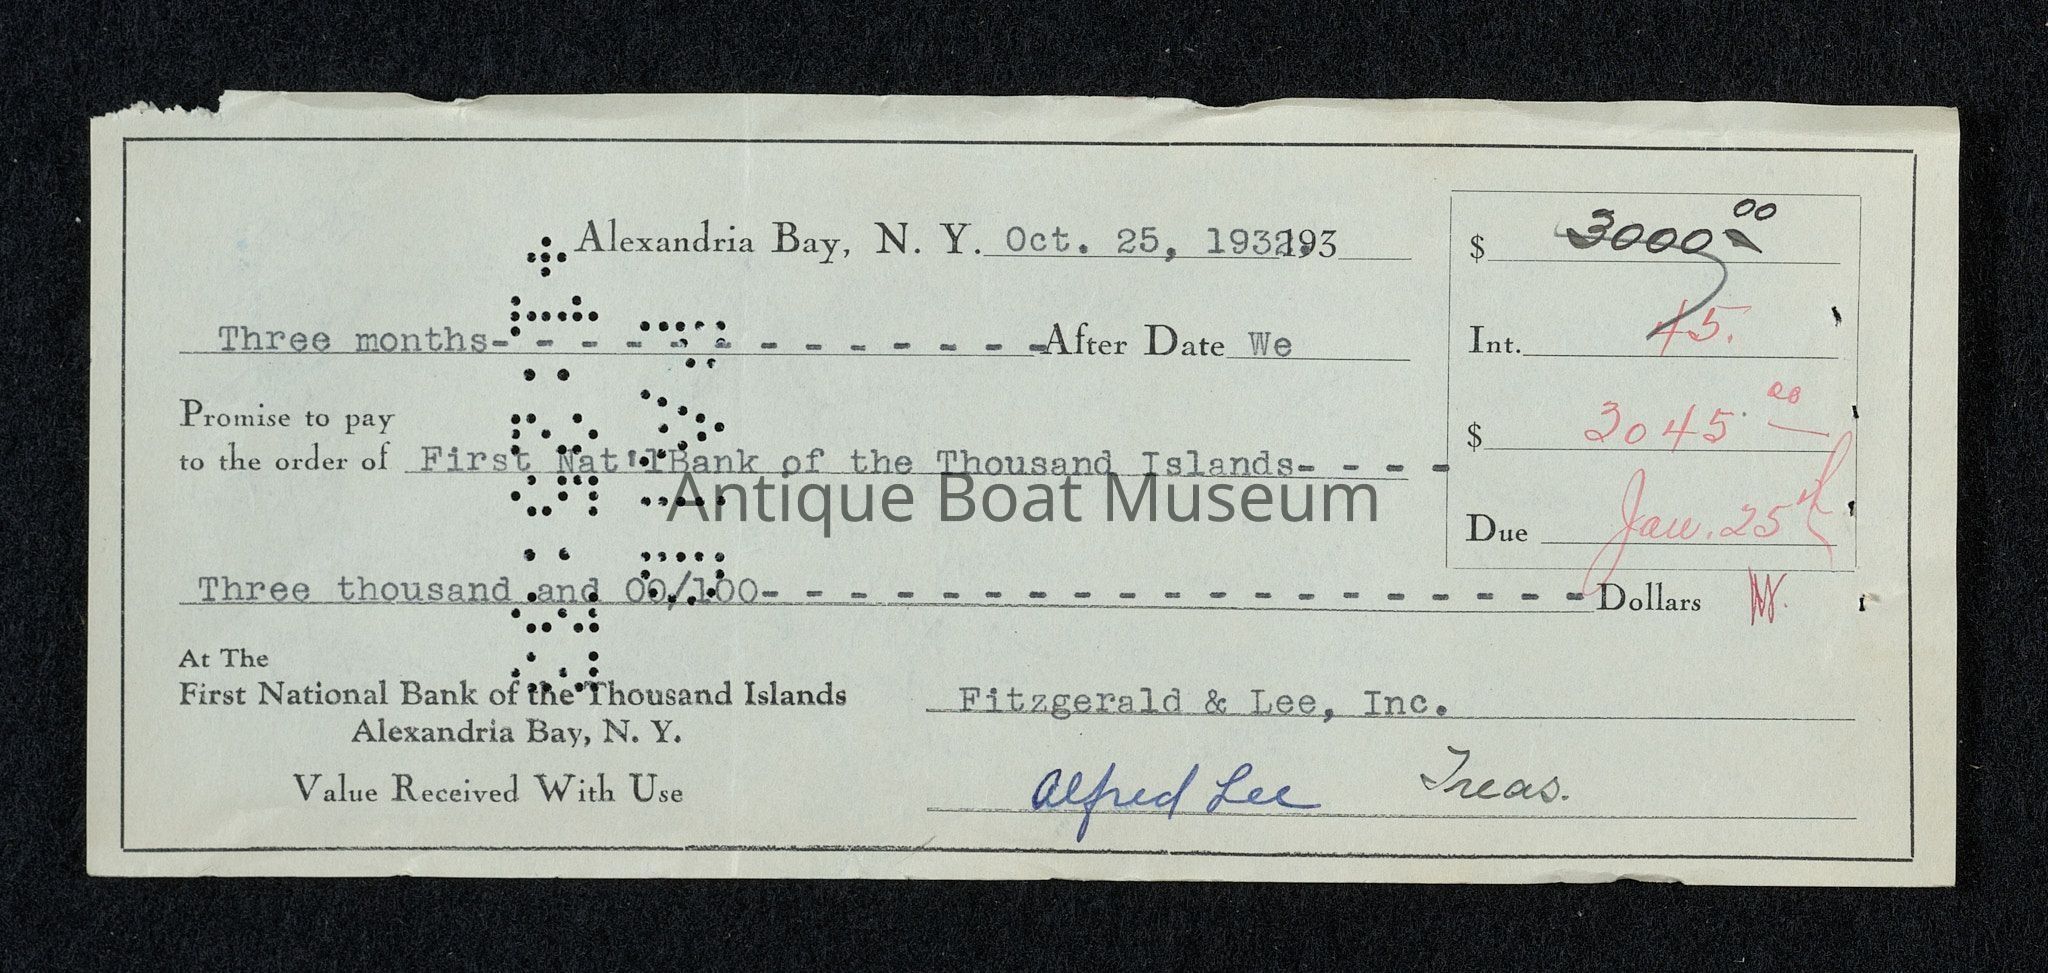 Alexandria Bay, N. Y. Oct. 25, 1932, 193
$ 3000 00
Three months- - - - - - - - - - - - - After Date We
Int. 45.
Promise to pay
$ 3045 00
to the order of First Nat'l Bank of the Thousand Islands- - - -
Antique Boat Museum
Due Jan. 25th
Three thousand and 00/100- - - - - - - - - - - - - - - - - - Dollars
At The
First National Bank of the Thousand Islands
Alexandria Bay, N. Y.
Fitzgerald & Lee, Inc.
Value Received With Use
Alfred Lee Treas.